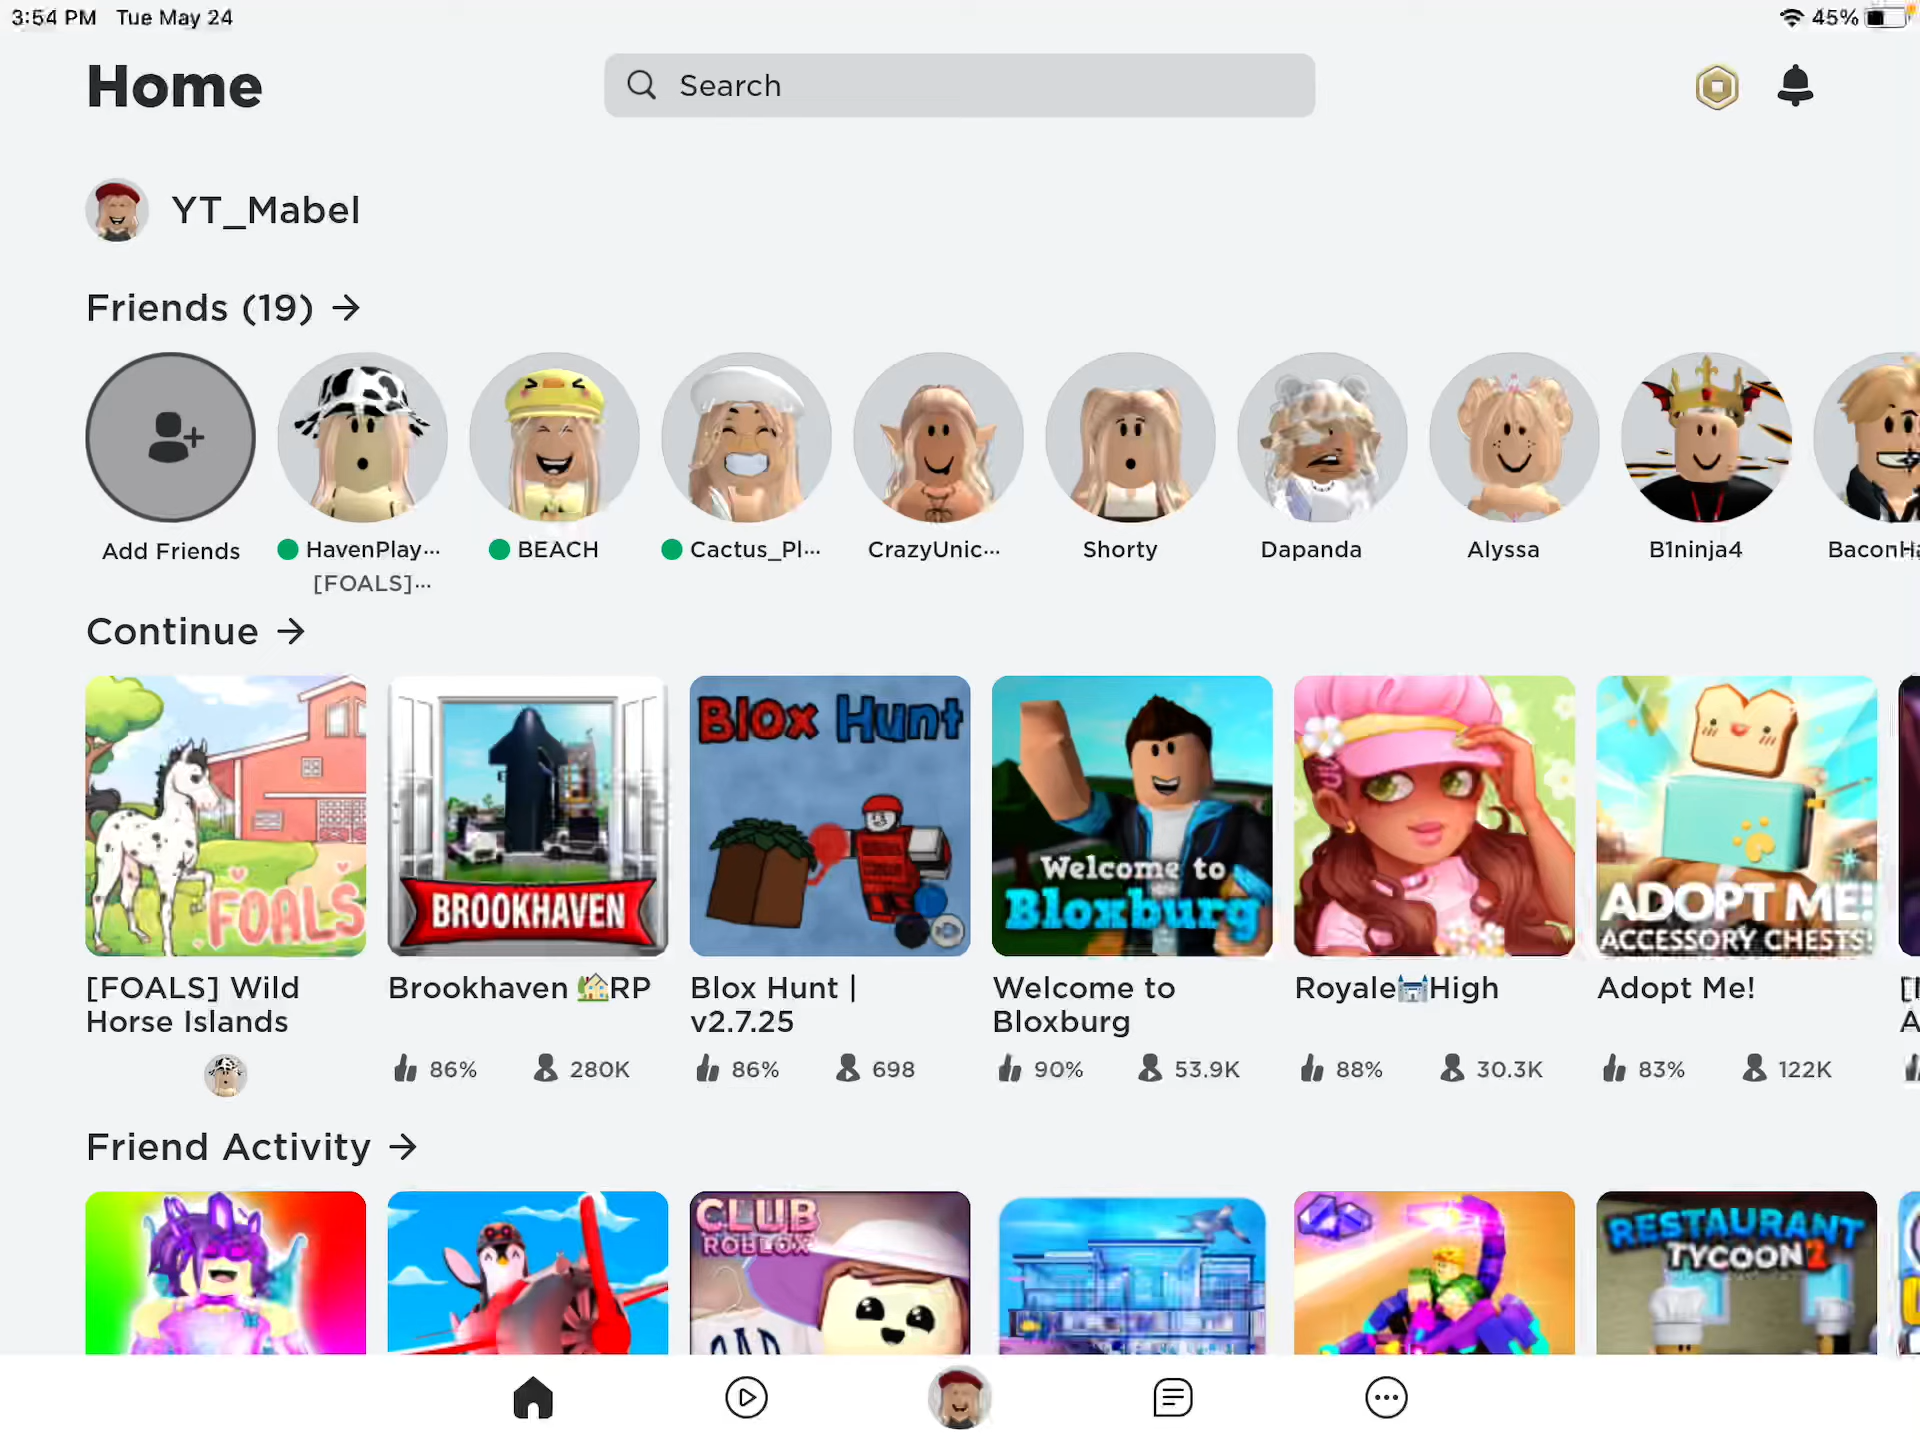 3:54 PM Tue May 24
45%
Home
Search
YT_Mabel
Friends (19) →
Add Friends
HavenPlay...
[FOALS]...
BEACH
Cactus_Pl...
CrazyUnic...
Shorty
Dapanda
Alyssa
B1ninja4
BaconHa
Continue →
FOALS
BROOKHAVEN
Blox Hunt
Welcome to
Bloxburg
ADOPT ME!
ACCESSORY CHESTS!
[FOALS] Wild
Horse Islands
Brookhaven 🏡RP
86% 280K
Blox Hunt |
v2.7.25
86% 698
Welcome to
Bloxburg
90% 53.9K
Royale🏰High
88% 30.3K
Adopt Me!
83% 122K
Friend Activity →
CLUB
ROBLOX
RESTAURANT
TYCOON 2